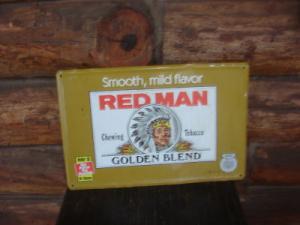 Smooth, mild flavor
RED MAN
Chewing Tobacco
GOLDEN BLEND